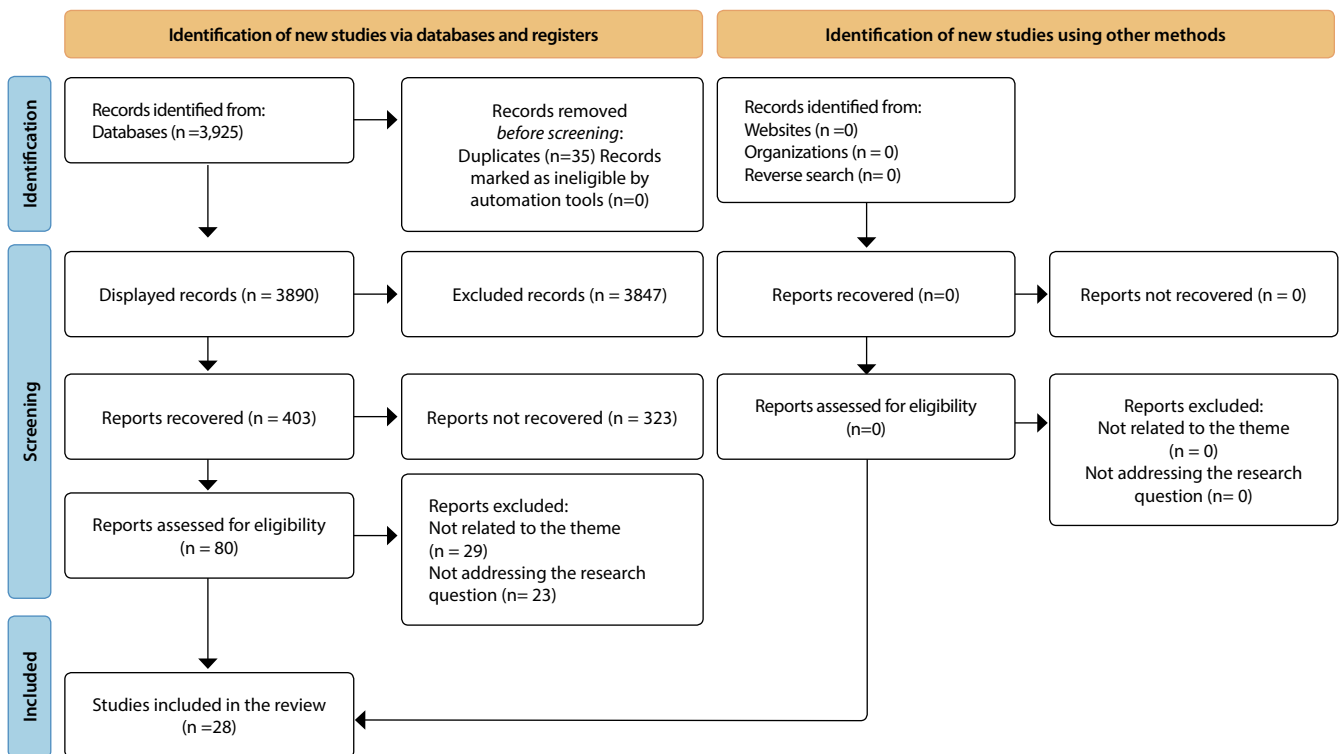 Identification of new studies via databases and registers
Identification of new studies using other methods
Identification
Records identified from:
Databases (n =3,925)
Records removed
before screening:
Duplicates (n=35) Records
marked as ineligible by
automation tools (n=0)
Records identified from:
Websites (n =0)
Organizations (n = 0)
Reverse search (n= 0)
Screening
Displayed records (n = 3890)
Excluded records (n = 3847)
Reports recovered (n=0)
Reports not recovered (n = 0)
Reports recovered (n = 403)
Reports not recovered (n = 323)
Reports assessed for eligibility
(n=0)
Reports excluded:
Not related to the theme
(n = 0)
Not addressing the research
question (n= 0)
Reports assessed for eligibility
(n = 80)
Reports excluded:
Not related to the theme
(n = 29)
Not addressing the research
question (n= 23)
Included
Studies included in the review
(n =28)